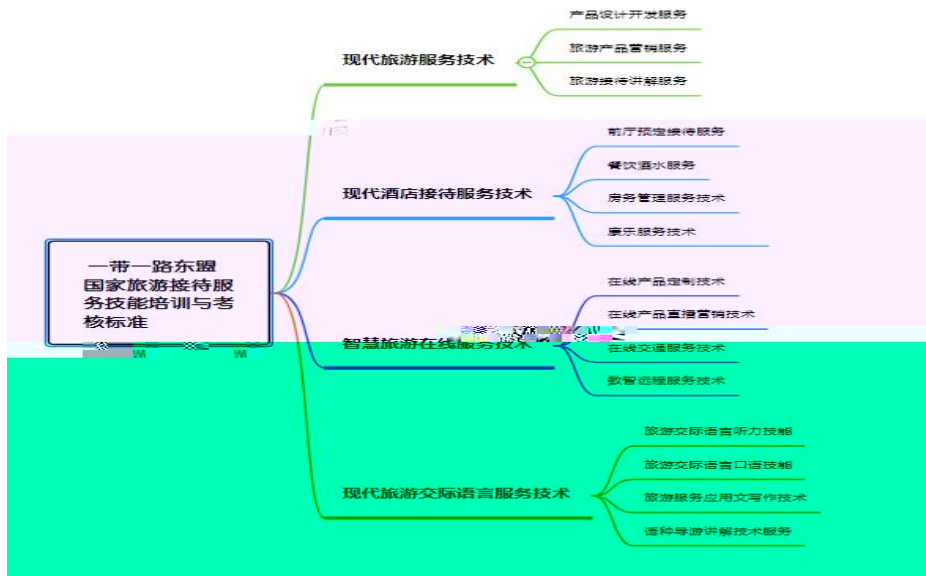 产品设计开发服务
现代旅游服务技术
旅游产品营销服务
旅游接待讲解服务
前厅预定接待服务
餐饮酒水服务
现代酒店接待服务技术
房务管理服务技术
康乐服务技术
一带一路东盟
国家旅游接待服
务技能培训与考
核标准
在线产品定制技术
在线产品直播营销技术
智慧旅游在线服务技术
在线交通服务技术
数智远程服务技术
旅游交际语言听力技能
旅游交际语言口语技能
现代旅游交际语言服务技术
旅游服务应用文写作技术
语种导游讲解技术服务